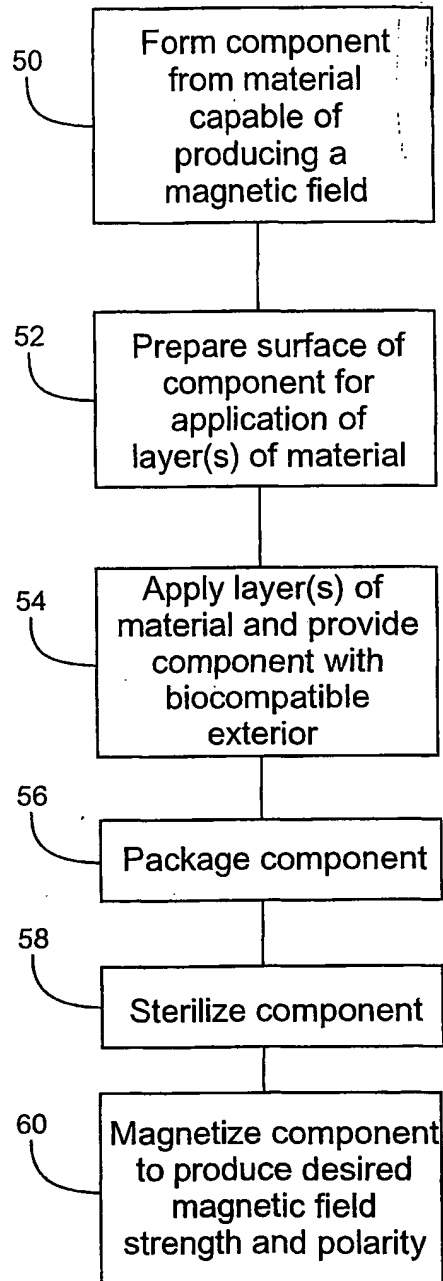 50
Form component
from material
capable of
producing a
magnetic field
52
Prepare surface of
component for
application of
layer(s) of material
54
Apply layer(s) of
material and provide
component with
biocompatible
exterior
56
Package component
58
Sterilize component
60
Magnetize component
to produce desired
magnetic field
strength and polarity